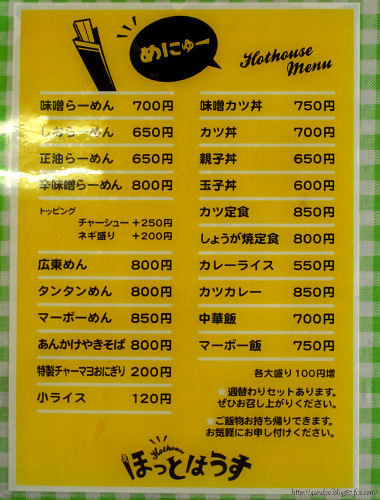 めにゅー
Hothouse
Menu
味噌らーめん 700円
しおらーめん 650円
正油らーめん 650円
辛味噌らーめん 800円
トッピング
チャーシュー +250円
ネギ盛り +200円
広東めん 800円
タンタンめん 800円
マーボーめん 850円
あんかけやきそば 800円
特製チャーマヨおにぎり 200円
小ライス 120円
味噌カツ丼 750円
カツ丼 700円
親子丼 650円
玉子丼 600円
カツ定食 850円
しょうが焼定食 800円
カレーライス 550円
カツカレー 850円
中華飯 700円
マーボー飯 750円
各大盛り100円増
★週替わりセットあります。
ぜひお召し上がりください。
★ご飯物お持ち帰りできます。
お気軽にお申し付けください。
Hothouse
ほっとはうす
http://4and20.blog87.fc2.com